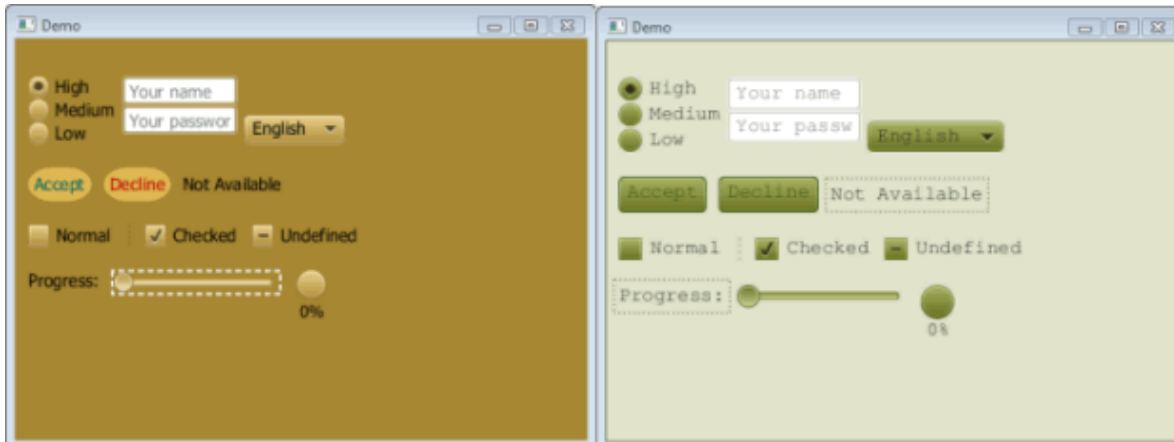 Demo
High
Medium
Low
Your name
Your passwor
English
Accept Decline Not Available
Normal Checked Undefined
Progress:
0%
Demo
High
Medium
Low
Your name
Your passw
English
Accept Decline Not Available
Normal Checked Undefined
Progress:
0%